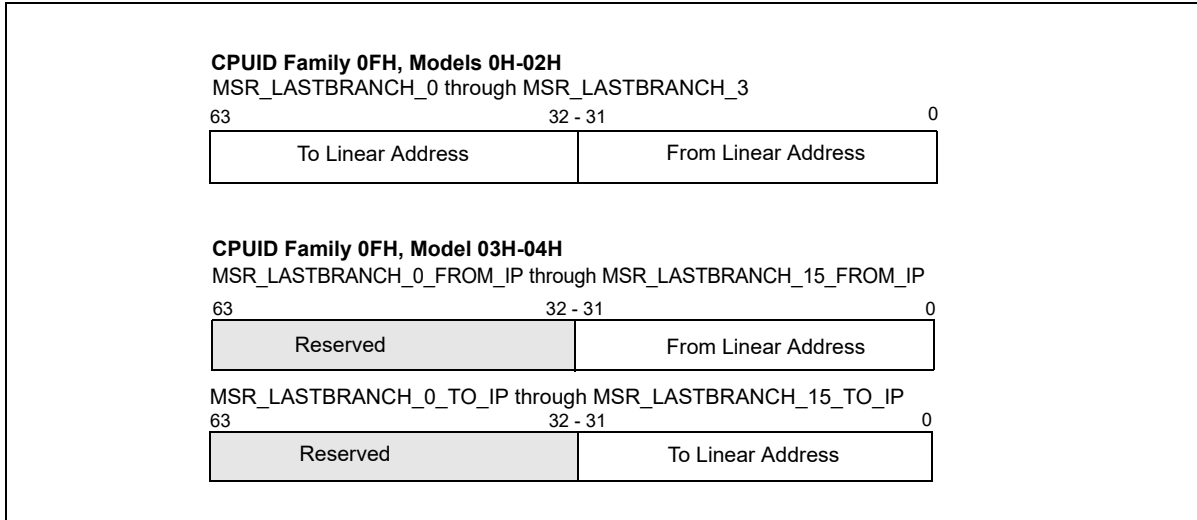 CPUID Family 0FH, Models 0H-02H
MSR_LASTBRANCH_0 through MSR_LASTBRANCH_3
63 32 - 31 0
To Linear Address From Linear Address
CPUID Family 0FH, Model 03H-04H
MSR_LASTBRANCH_0_FROM_IP through MSR_LASTBRANCH_15_FROM_IP
63 32 - 31 0
Reserved From Linear Address
MSR_LASTBRANCH_0_TO_IP through MSR_LASTBRANCH_15_TO_IP
63 32 - 31 0
Reserved To Linear Address